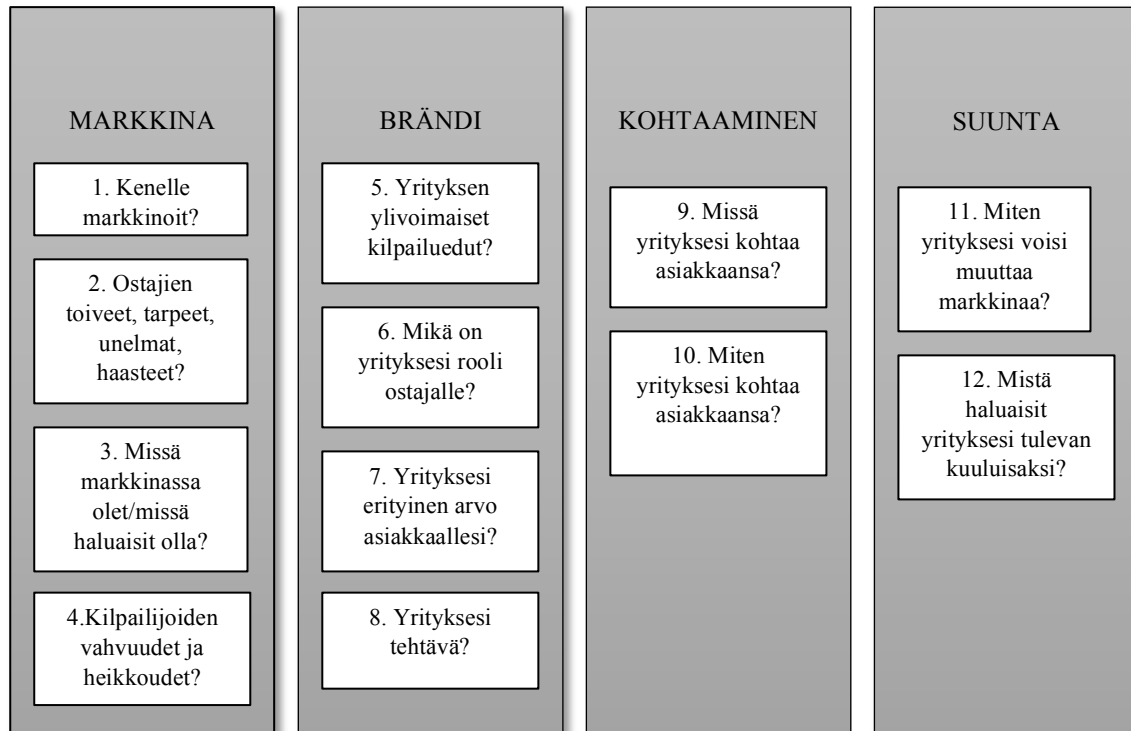 MARKKINA
1. Kenelle
markkinoit?
2. Ostajien
toiveet, tarpeet,
unelmat,
haasteet?
3. Missä
markkinassa
olet/missä
haluaisit olla?
4.Kilpailijoiden
vahvuudet ja
heikkoudet?
BRÄNDI
5. Yrityksen
ylivoimaiset
kilpailuedut?
6. Mikä on
yrityksesi rooli
ostajalle?
7. Yrityksesi
erityinen arvo
asiakkaallesi?
8. Yrityksesi
tehtävä?
KOHTAAMINEN
9. Missä
yrityksesi kohtaa
asiakkaansa?
10. Miten
yrityksesi kohtaa
asiakkaansa?
SUUNTA
11. Miten
yrityksesi voisi
muuttaa
markkinaa?
12. Mistä
haluaisit
yrityksesi tulevan
kuuluisaksi?